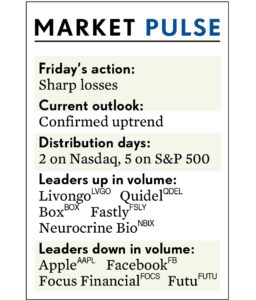 MARKET PULSE
Friday's action:
Sharp losses
Current outlook:
Confirmed uptrend
Distribution days:
2 on Nasdaq, 5 on S&P 500
Leaders up in volume:
Livongo LVGO Quidel QDEL
Box BOX Fastly FSLY
Neurocrine Bio NBIX
Leaders down in volume:
Apple AAPL Facebook FB
Focus Financial FOCS Futu FUTU